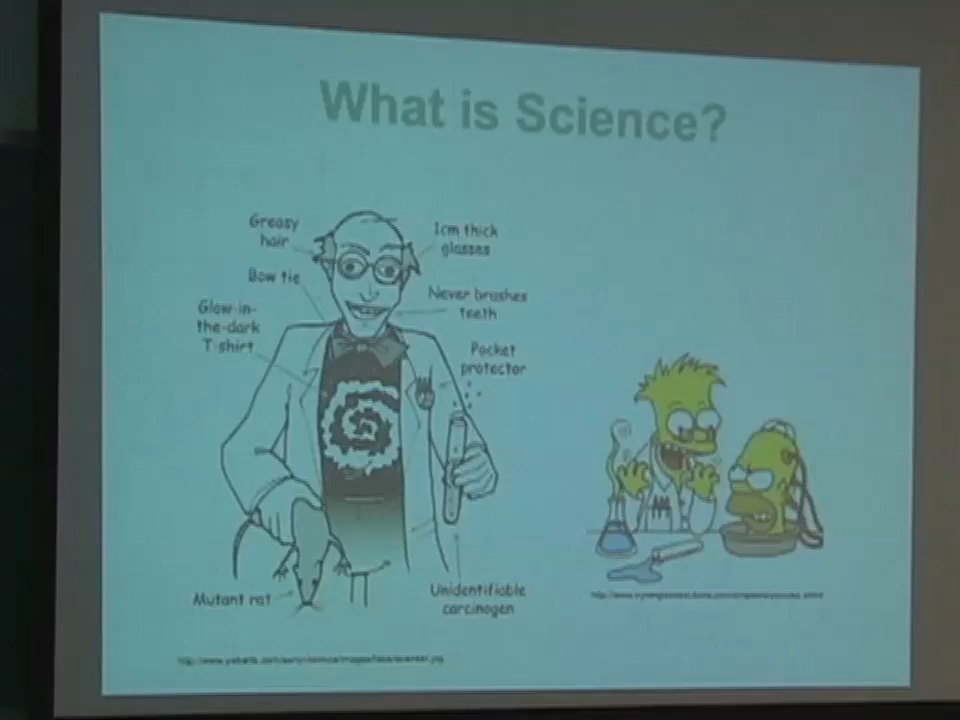 What is Science?
Greasy
hair
1cm thick
glasses
Bow tie
Never brushes
teeth
Glow-in-
the-dark
T-shirt
Pocket
protector
Mutant rat
Unidentifiable
carcinogen